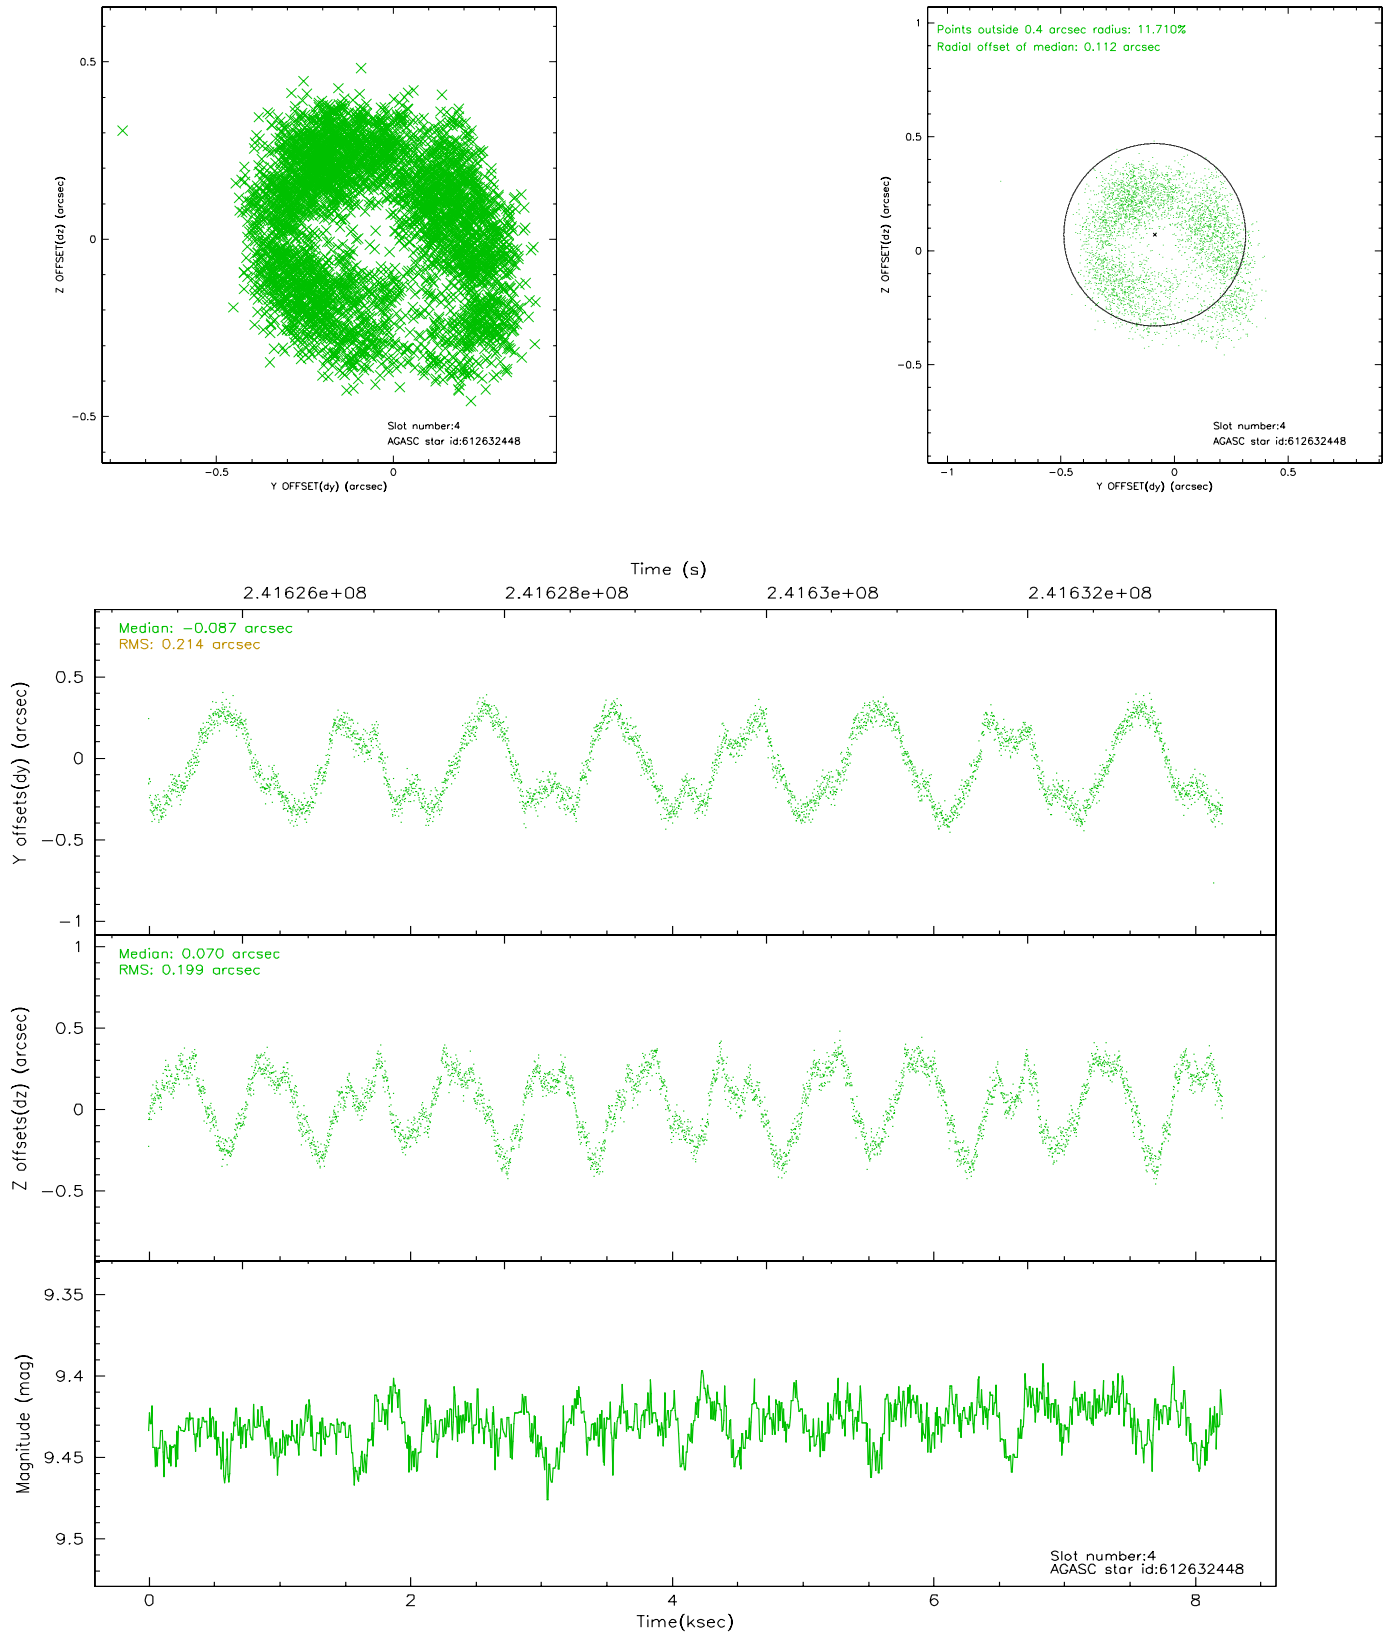 0.5
0
-0.5
Z OFFSET(dz) (arcsec)
Slot number:4
AGASC star id:612632448
-0.5
0
Y OFFSET(dy) (arcsec)
Points outside 0.4 arcsec radius: 11.710%
Radial offset of median: 0.112 arcsec
1
0.5
0
-0.5
Z OFFSET(dz) (arcsec)
Slot number:4
AGASC star id:612632448
-1
-0.5
0
0.5
Y OFFSET(dy) (arcsec)
Time (s)
2.41626e+08
2.41628e+08
2.4163e+08
2.41632e+08
Median: -0.087 arcsec
RMS: 0.214 arcsec
0.5
0
-0.5
-1
Y offsets(dy) (arcsec)
Median: 0.070 arcsec
RMS: 0.199 arcsec
1
0.5
0
-0.5
Z offsets(dz) (arcsec)
9.35
9.4
9.45
9.5
Magnitude (mag)
Slot number:4
AGASC star id:612632448
0
2
4
6
8
Time(ksec)